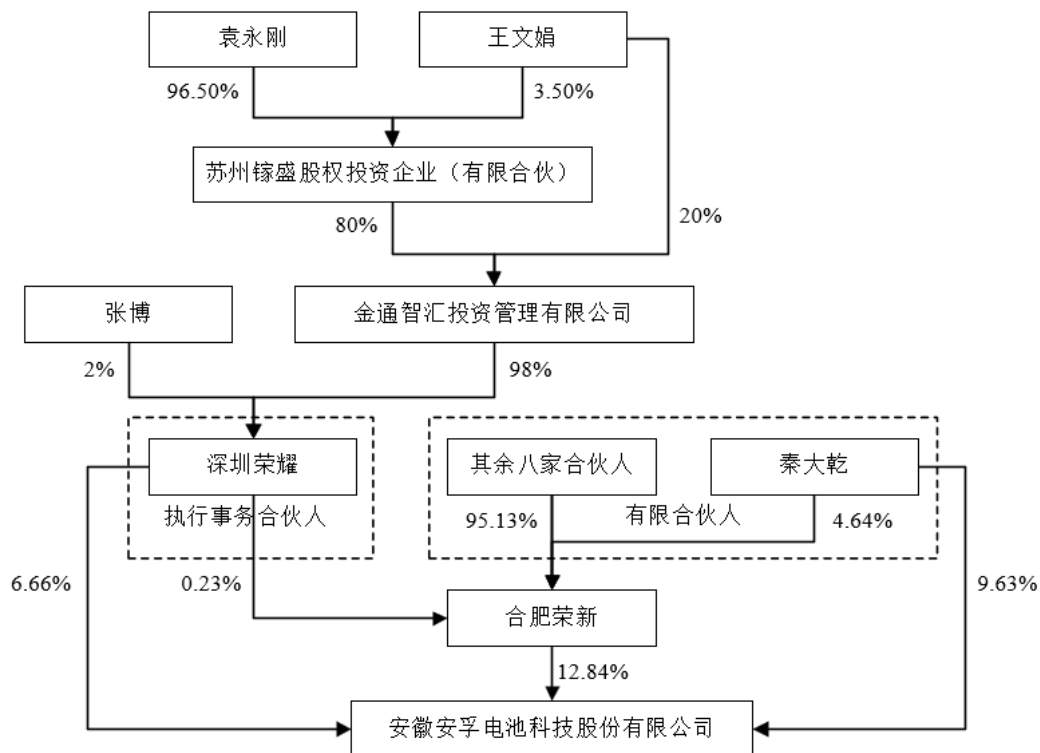 袁永刚
王文娟
96.50%
3.50%
苏州镓盛股权投资企业（有限合伙）
80%
20%
张博
金通智汇投资管理有限公司
2%
98%
深圳荣耀
其余八家合伙人
秦大乾
执行事务合伙人
95.13%
有限合伙人
4.64%
6.66%
0.23%
9.63%
合肥荣新
12.84%
安徽安孚电池科技股份有限公司